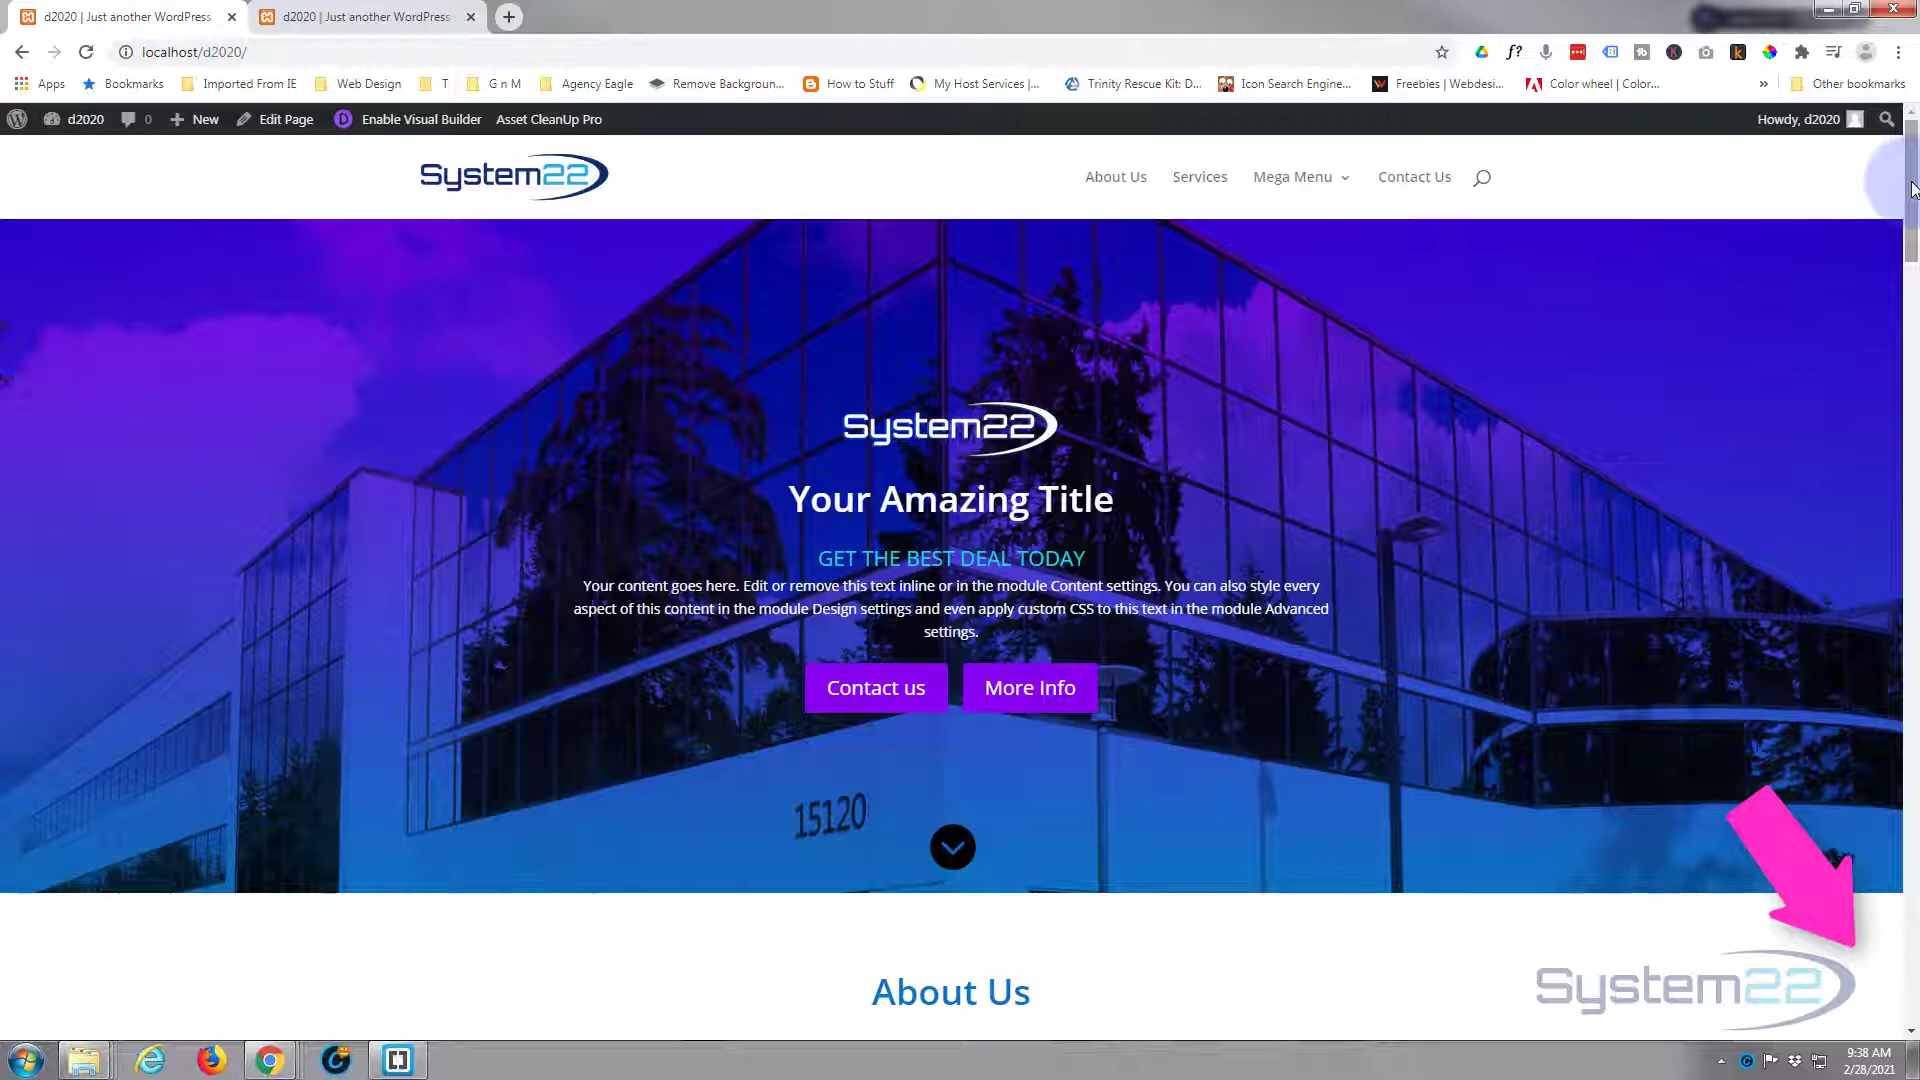 d2020 | Just another WordPress
d2020 | Just another WordPress
localhost/d2020/
f?
Apps
Bookmarks
Imported From IE
Web Design
T
G n M
Agency Eagle
Remove Backgroun...
How to Stuff
My Host Services |...
Trinity Rescue Kit: D...
Icon Search Engine...
Freebies | Webdesi...
Color wheel | Color...
»
Other bookmarks
d2020
0
New
Edit Page
Enable Visual Builder
Asset CleanUp Pro
Howdy, d2020
System22
About Us
Services
Mega Menu
Contact Us
System22
Your Amazing Title
GET THE BEST DEAL TODAY
Your content goes here. Edit or remove this text inline or in the module Content settings. You can also style every
aspect of this content in the module Design settings and even apply custom CSS to this text in the module Advanced
settings.
Contact us
More Info
15120
About Us
System22
9:38 AM
2/28/2021